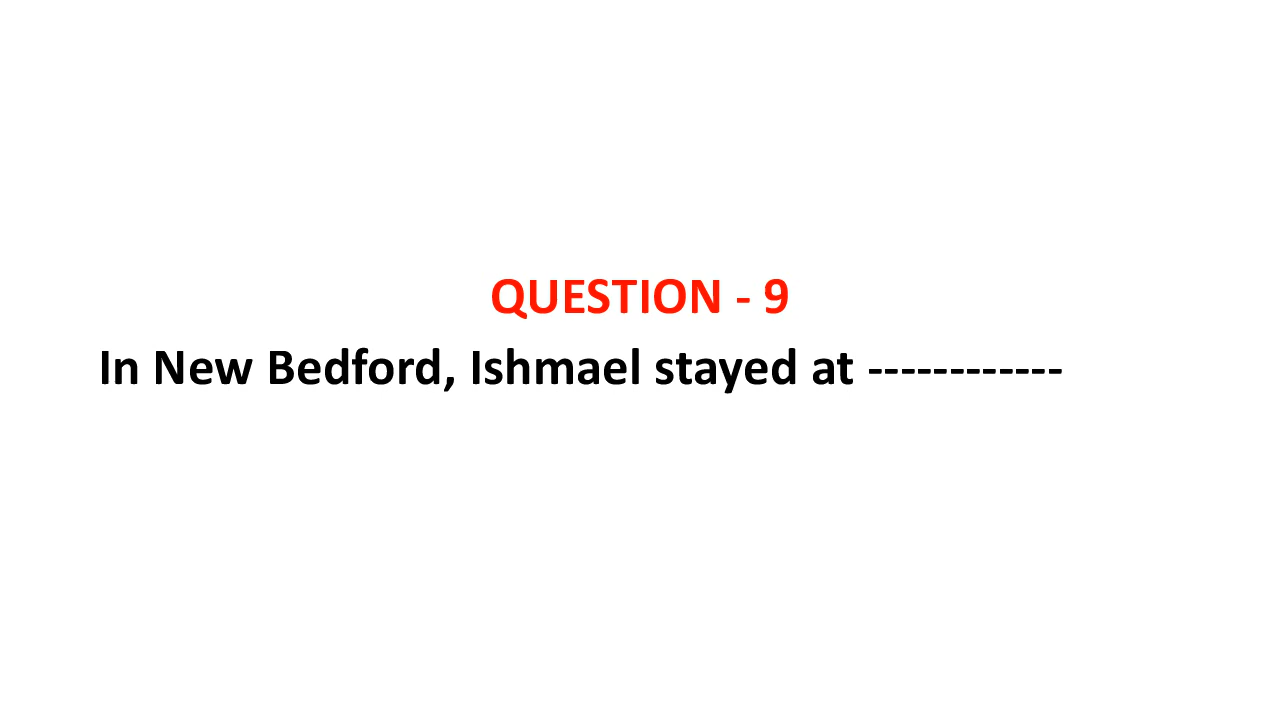 QUESTION - 9
In New Bedford, Ishmael stayed at ------------